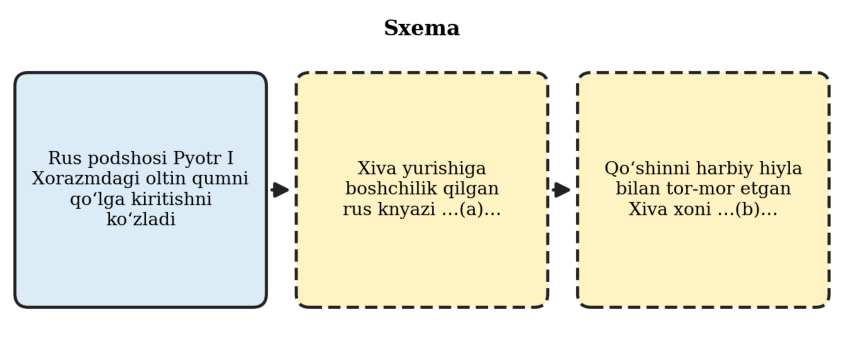 Sxema
Rus podshosi Pyotr I
Xorazmdagi oltin qumni
qo‘lga kiritishni
ko‘zladi
Xiva yurishiga
boshchilik qilgan
rus knyazi ...(a)...
Qo‘shinni harbiy hiyla
bilan tor-mor etgan
Xiva xoni ...(b)...